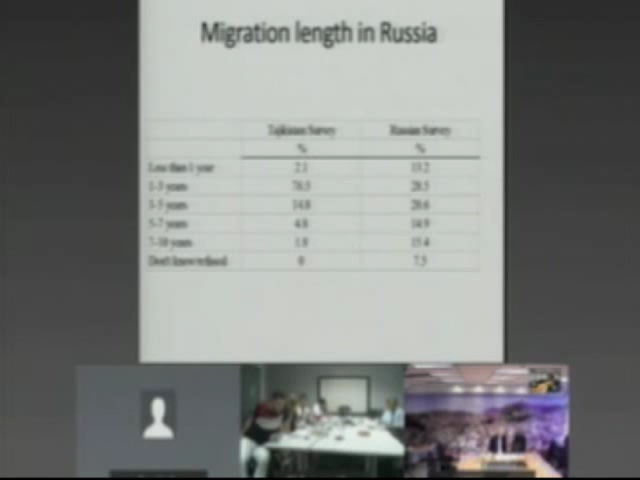 Migration length in Russia
Tajikistan Survey Russian Survey
% %
Less than 1 year 2.1 13.2
1-3 years 76.5 28.5
3-5 years 14.8 20.6
5-7 years 4.8 14.9
7-10 years 1.8 15.4
Don't know/refused 0 7.5